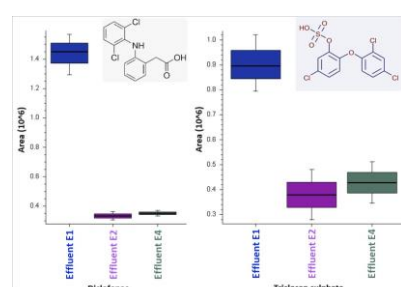 Cl
NH
OH
Cl
O
Area (10^6)
1.4
1.2
1.0
0.8
0.6
0.4
Effluent E1
Effluent E2
Effluent E4
HO
O
S
O
O
Cl
O
Cl
Cl
Area (10^6)
1.0
0.9
0.8
0.7
0.6
0.5
0.4
0.3
Effluent E1
Effluent E2
Effluent E4